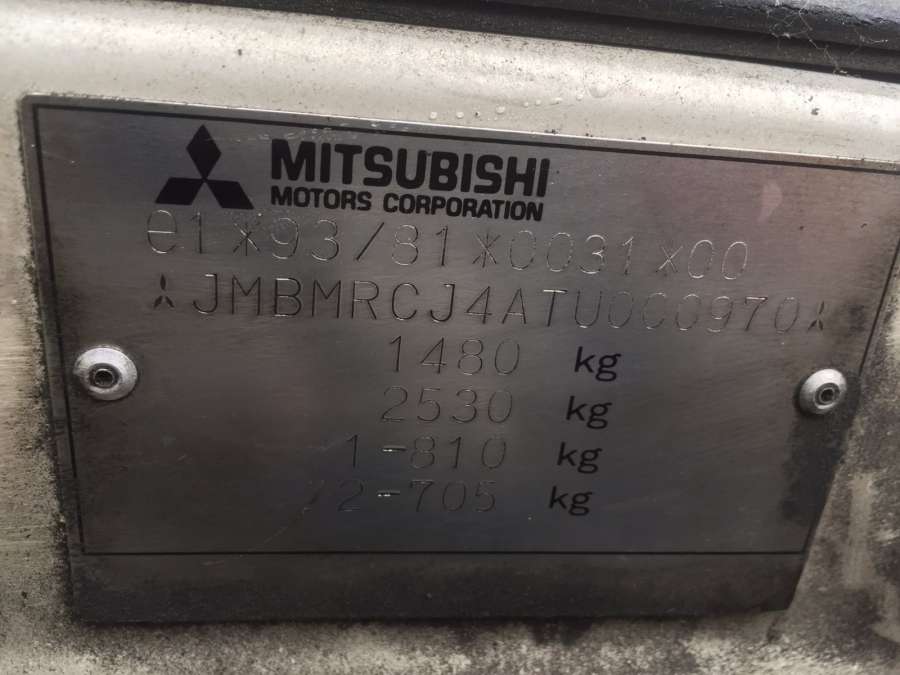 MITSUBISHI
MOTORS CORPORATION
e1*93/81*0031*00
JMBMRCJ4ATU0C0970
1480 kg
2530 kg
1-810 kg
2-705 kg